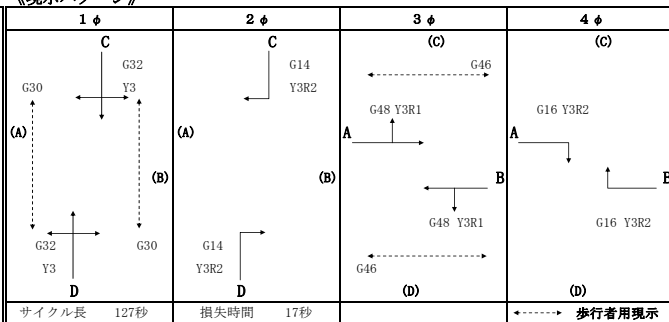 《現示パターン》
1φ 2φ 3φ 4φ
C
G32
Y3
G30
(A)
(B)
G32
Y3
G30
D
C
G14
Y3R2
(A)
(B)
G14
Y3R2
D
(C)
G46
G48 Y3R1
A
B
G48 Y3R1
G46
(D)
(C)
G16 Y3R2
A
B
G16 Y3R2
(D)
サイクル長 127秒 損失時間 17秒 歩行者用現示